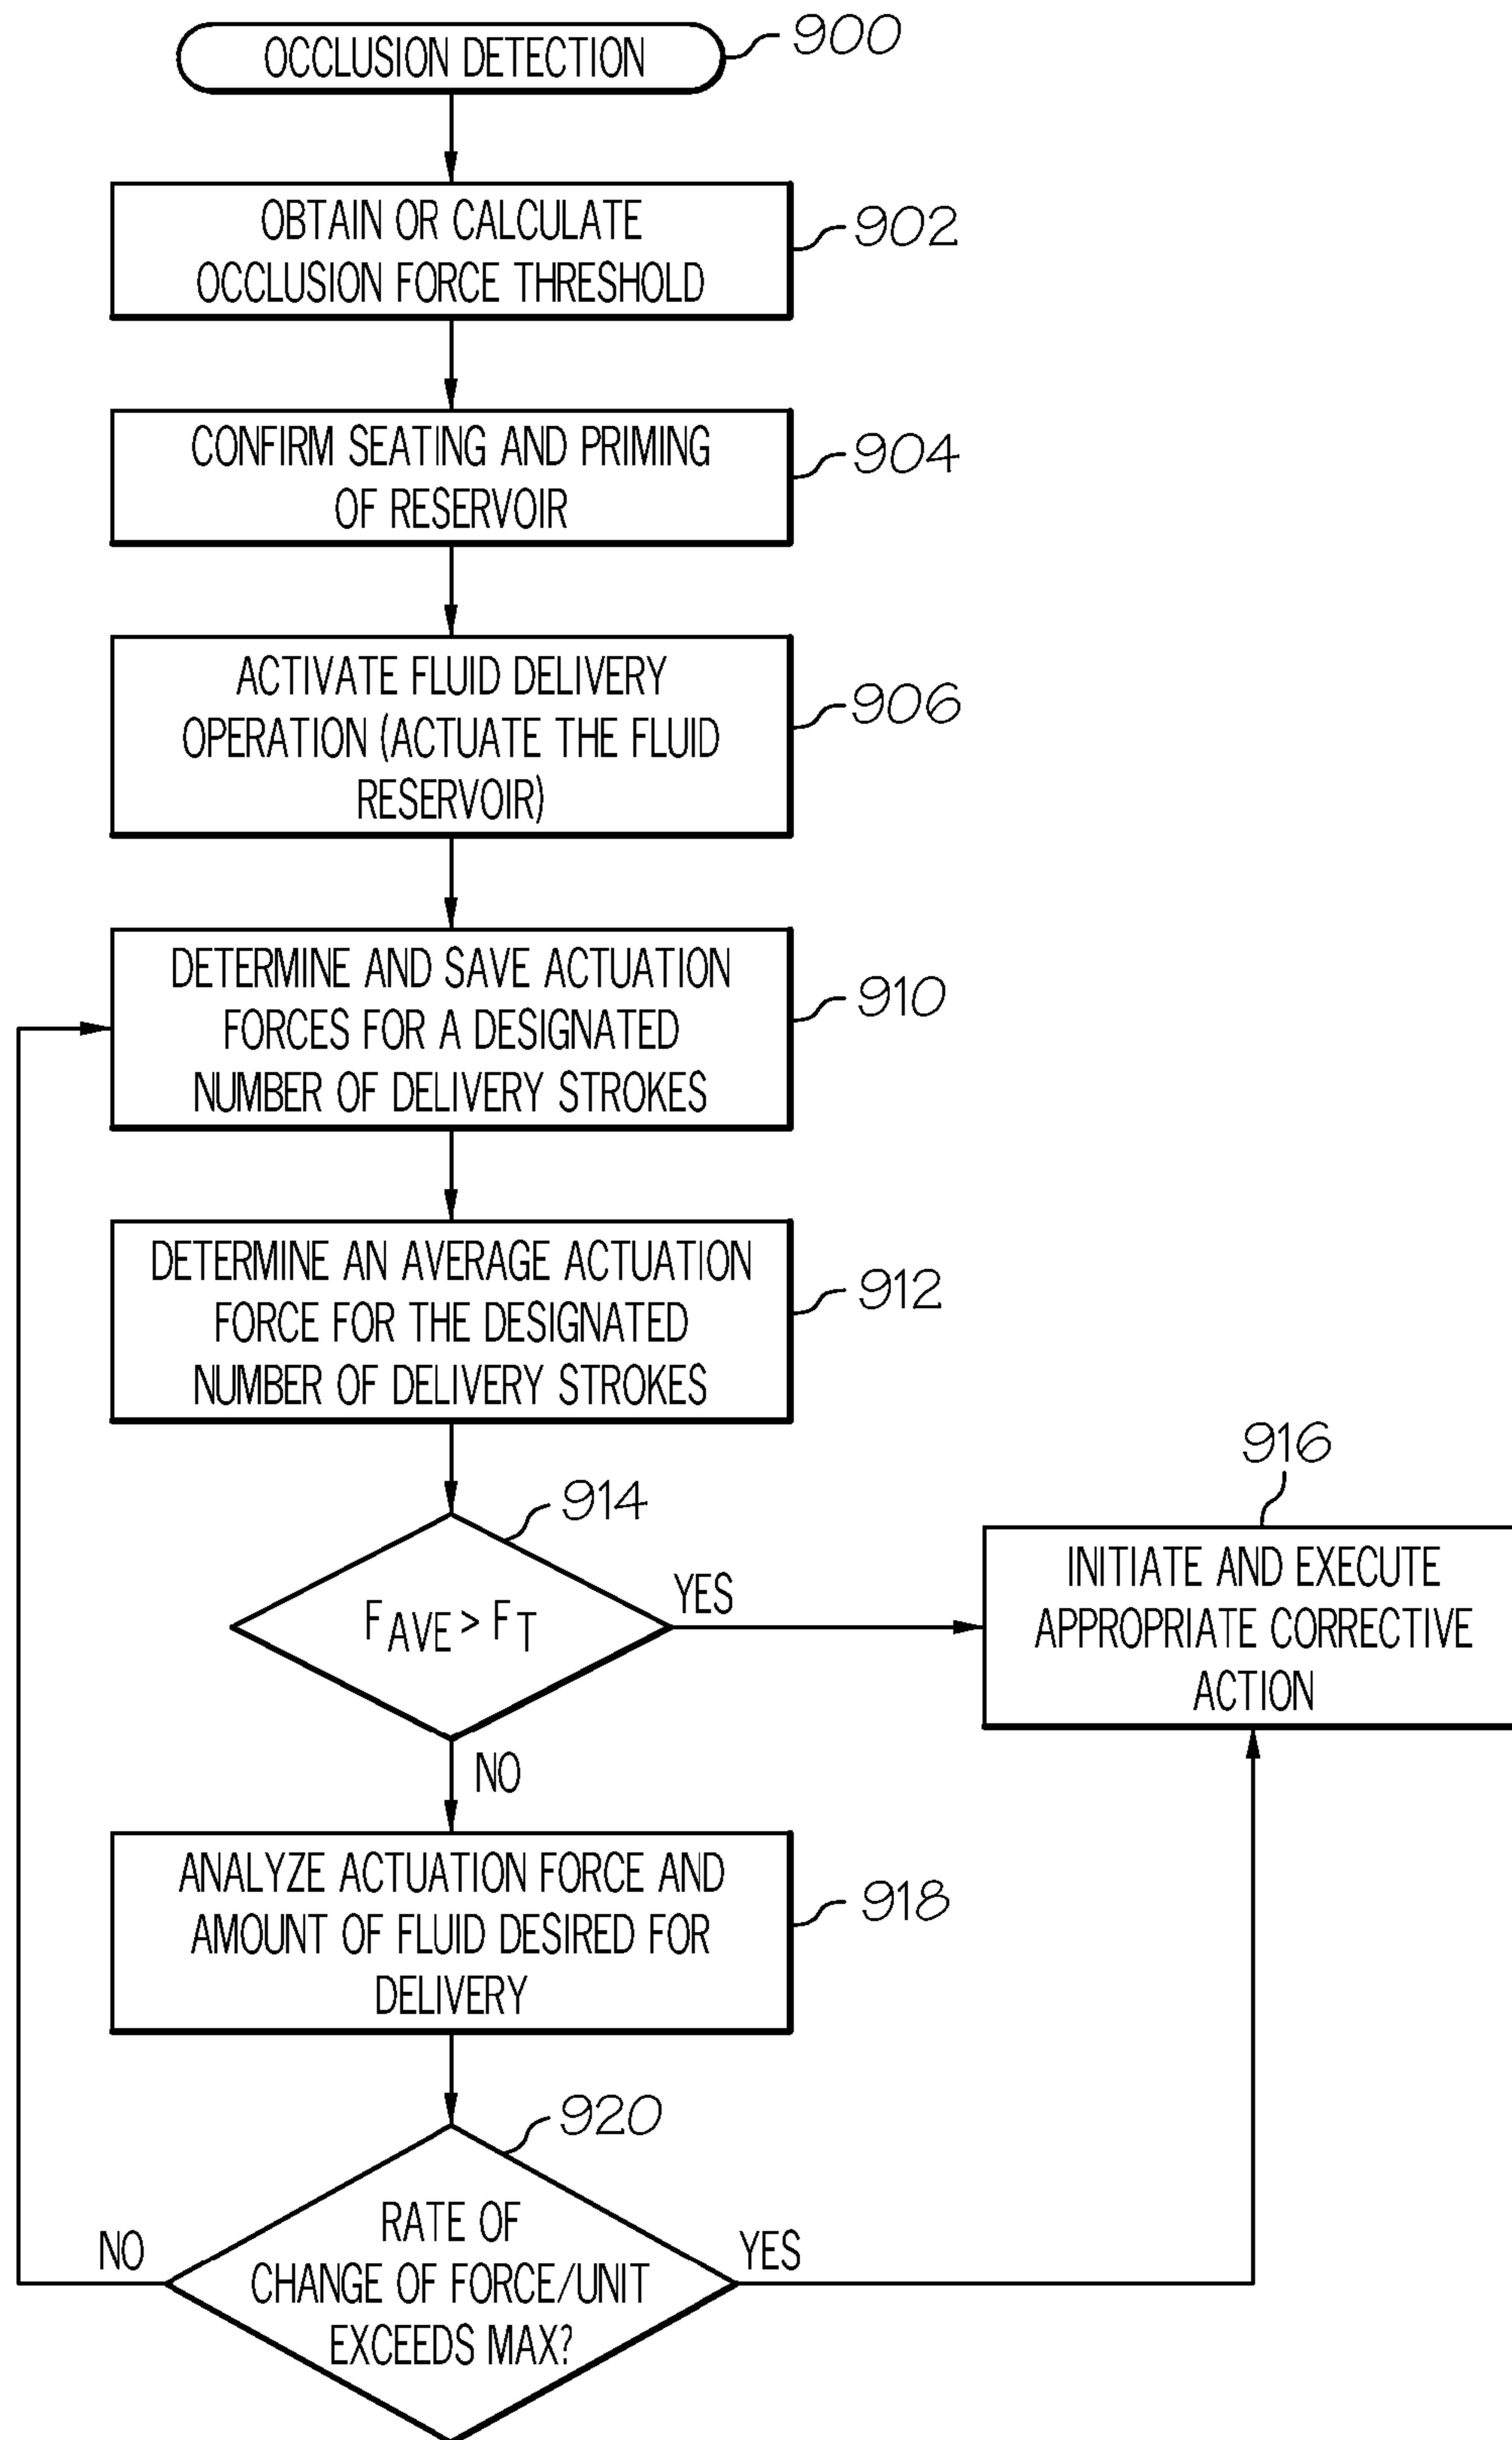 OCCLUSION DETECTION
900
OBTAIN OR CALCULATE
OCCLUSION FORCE THRESHOLD
902
CONFIRM SEATING AND PRIMING
OF RESERVOIR
904
ACTIVATE FLUID DELIVERY
OPERATION (ACTUATE THE FLUID
RESERVOIR)
906
DETERMINE AND SAVE ACTUATION
FORCES FOR A DESIGNATED
NUMBER OF DELIVERY STROKES
910
DETERMINE AN AVERAGE ACTUATION
FORCE FOR THE DESIGNATED
NUMBER OF DELIVERY STROKES
912
914
FAVE > FT
YES
NO
916
INITIATE AND EXECUTE
APPROPRIATE CORRECTIVE
ACTION
ANALYZE ACTUATION FORCE AND
AMOUNT OF FLUID DESIRED FOR
DELIVERY
918
920
RATE OF
CHANGE OF FORCE/UNIT
EXCEEDS MAX?
NO
YES